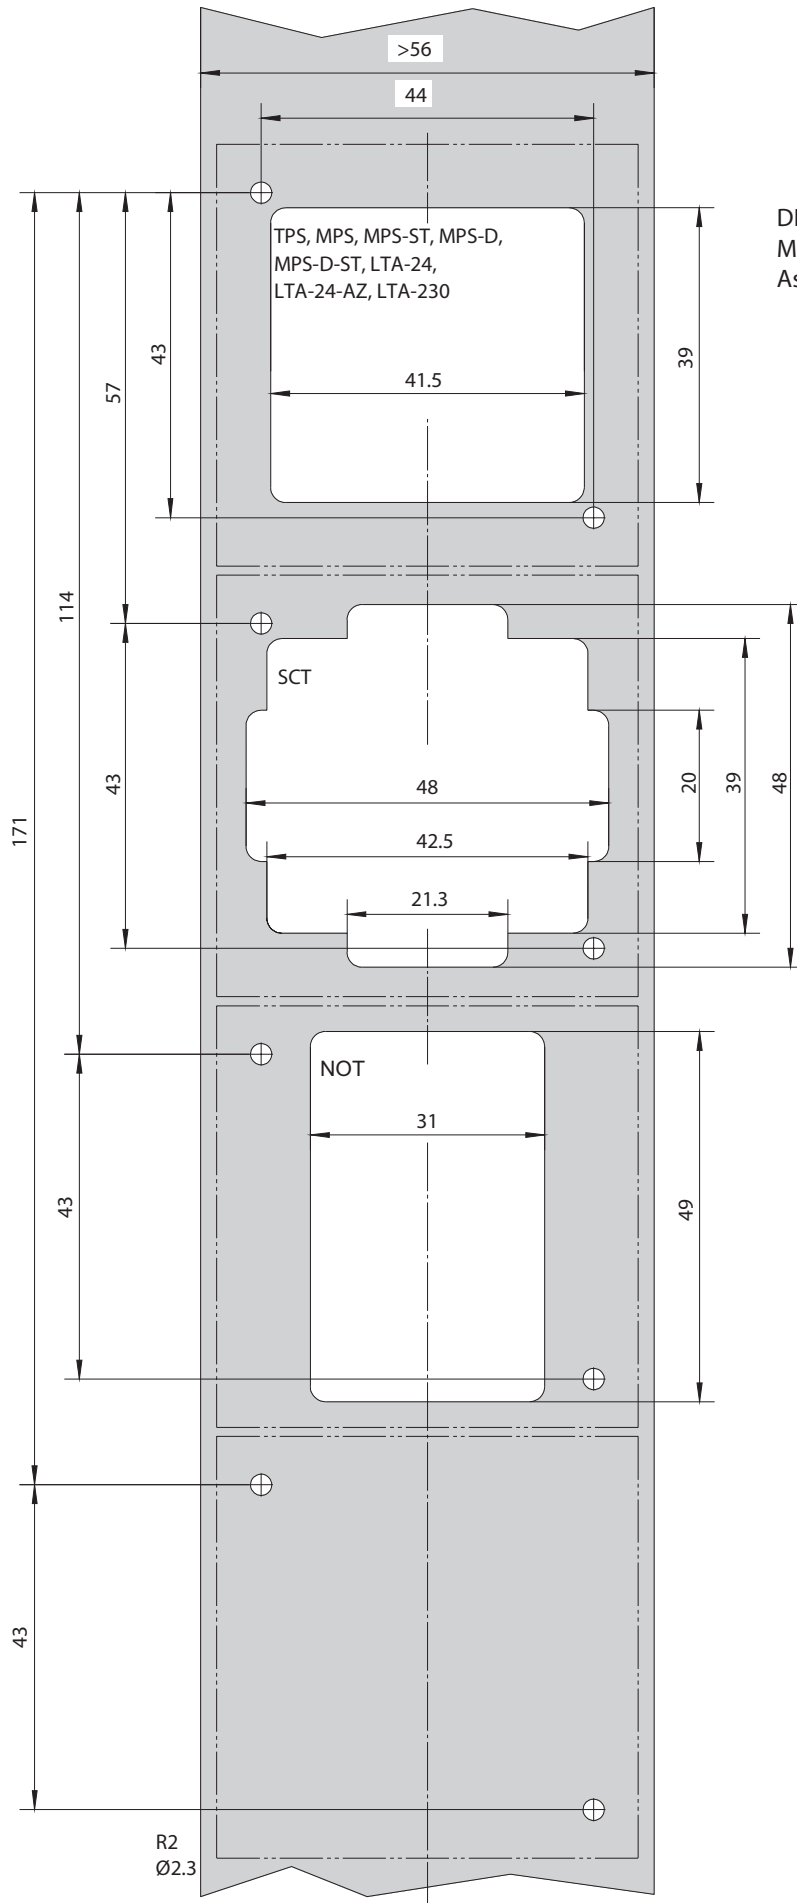 >56
44
TPS, MPS, MPS-ST, MPS-D,
MPS-D-ST, LTA-24,
LTA-24-AZ, LTA-230
43
57
39
41.5
114
SCT
43
171
48
20
39
48
42.5
21.3
NOT
31
43
49
43
R2
Ø2.3